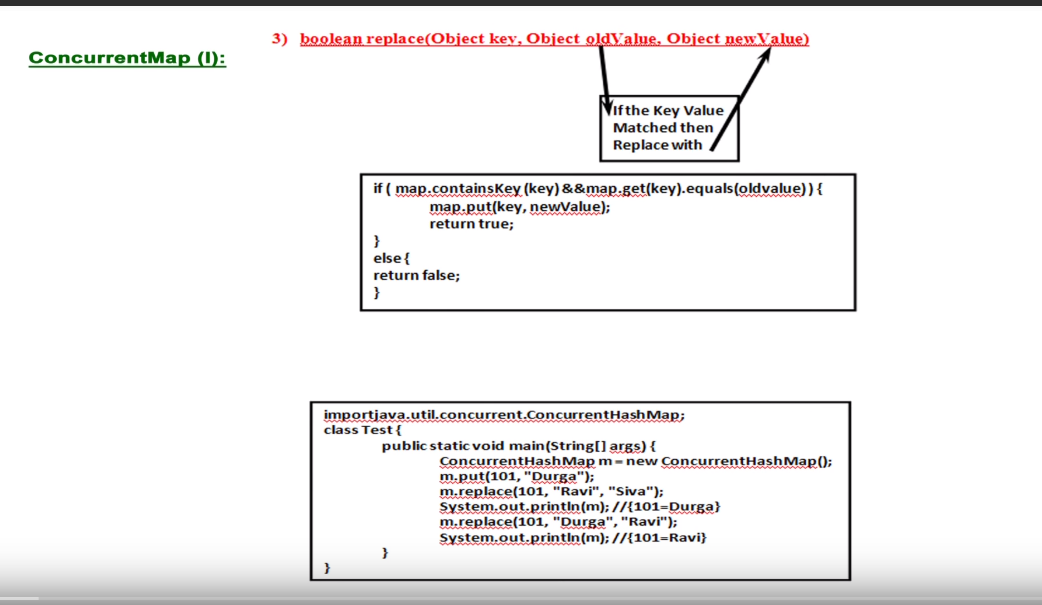 ConcurrentMap (I):
3) boolean replace(Object key, Object oldValue, Object newValue)
If the Key Value
Matched then
Replace with
if ( map.containsKey (key) &&map.get(key).equals(oldvalue) ) {
map.put(key, newValue);
return true;
}
else {
return false;
}
importjava.util.concurrent.ConcurrentHashMap;
class Test {
public static void main(String[] args) {
ConcurrentHashMap m = new ConcurrentHashMap();
m.put(101, "Durga");
m.replace(101, "Ravi", "Siva");
System.out.println(m); //{101=Durga}
m.replace(101, "Durga", "Ravi");
System.out.println(m); //{101=Ravi}
}
}